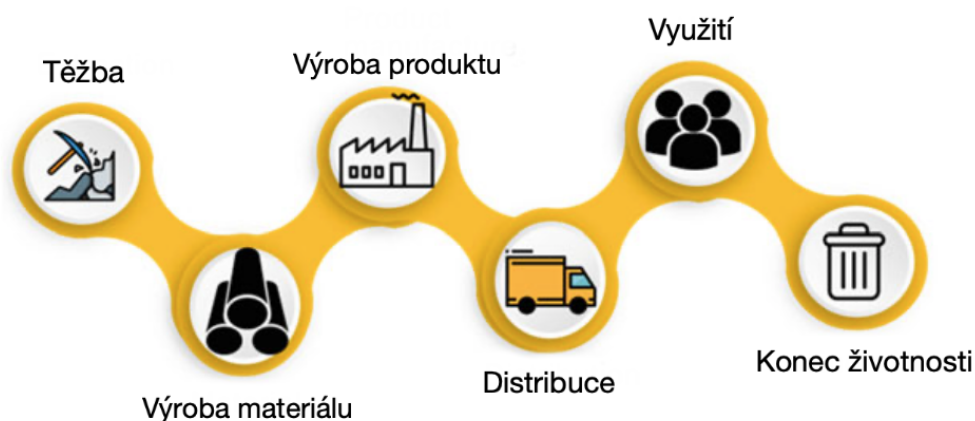 Těžba
Výroba materiálu
Výroba produktu
Distribuce
Využití
Konec životnosti